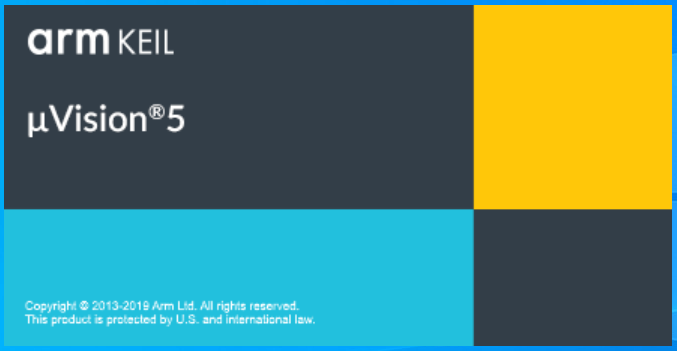 arm KEIL
µVision®5
Copyright © 2013-2019 Arm Ltd. All rights reserved.
This product is protected by U.S. and international law.